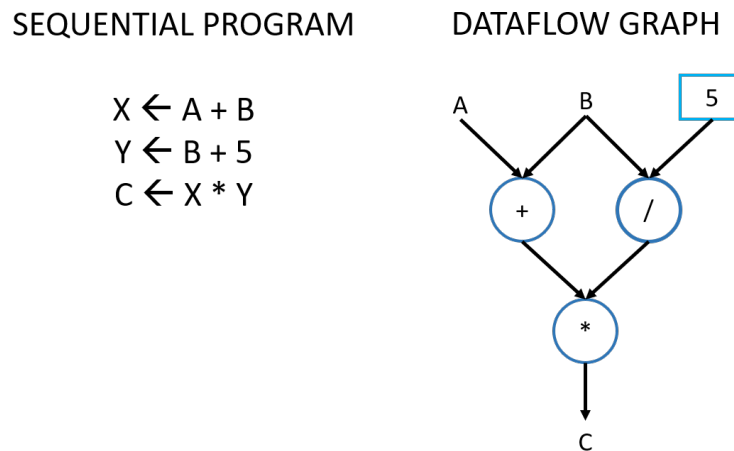 SEQUENTIAL PROGRAM
X ← A + B
Y ← B + 5
C ← X * Y
DATAFLOW GRAPH
A
B
5
+
/
*
C